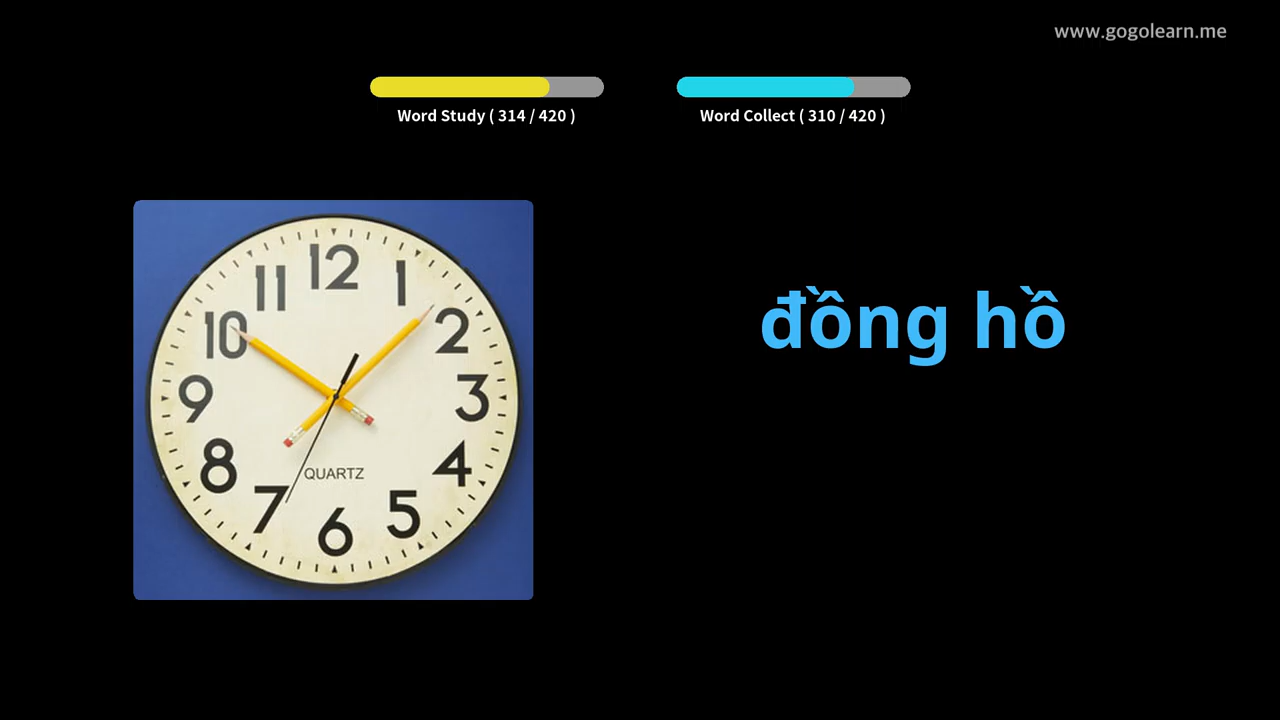 www.gogolearn.me
Word Study ( 314 / 420 )
Word Collect ( 310 / 420 )
12
11
1
10
2
9
3
8
4
7
5
6
QUARTZ
đồng hồ